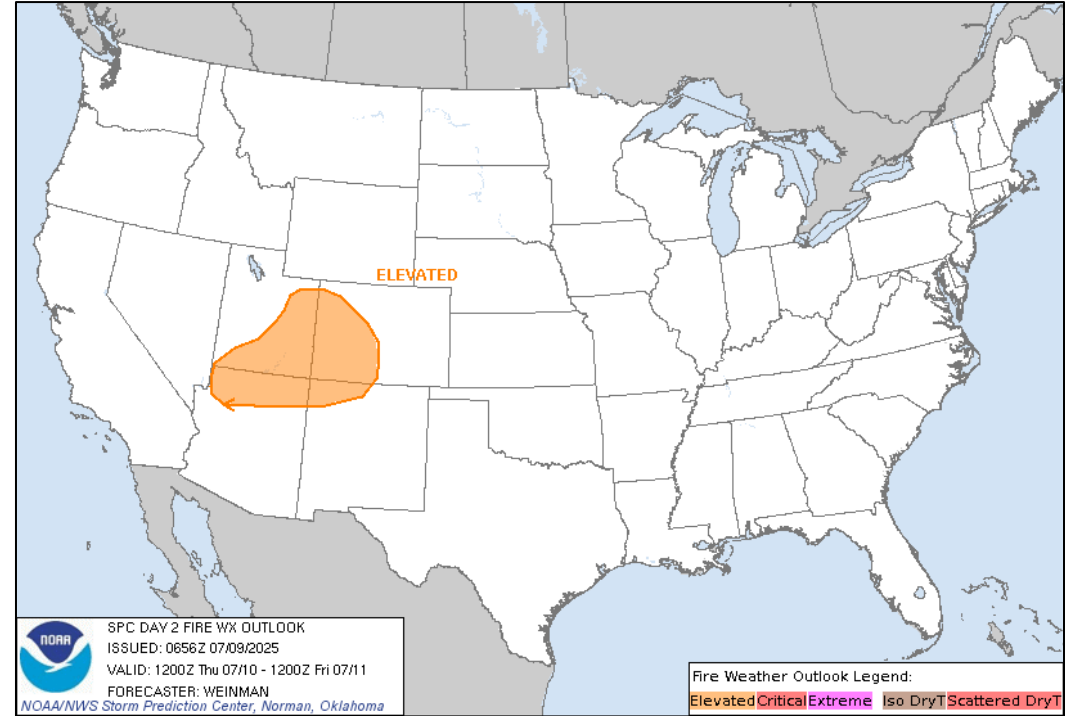 ELEVATED
NOAA
SPC DAY 2 FIRE WX OUTLOOK
ISSUED: 0656Z 07/09/2025
VALID: 1200Z Thu 07/10 - 1200Z Fri 07/11
FORECASTER: WEINMAN
NOAA/NWS Storm Prediction Center, Norman, Oklahoma
Fire Weather Outlook Legend:
Elevated Critical Extreme Iso DryT Scattered DryT